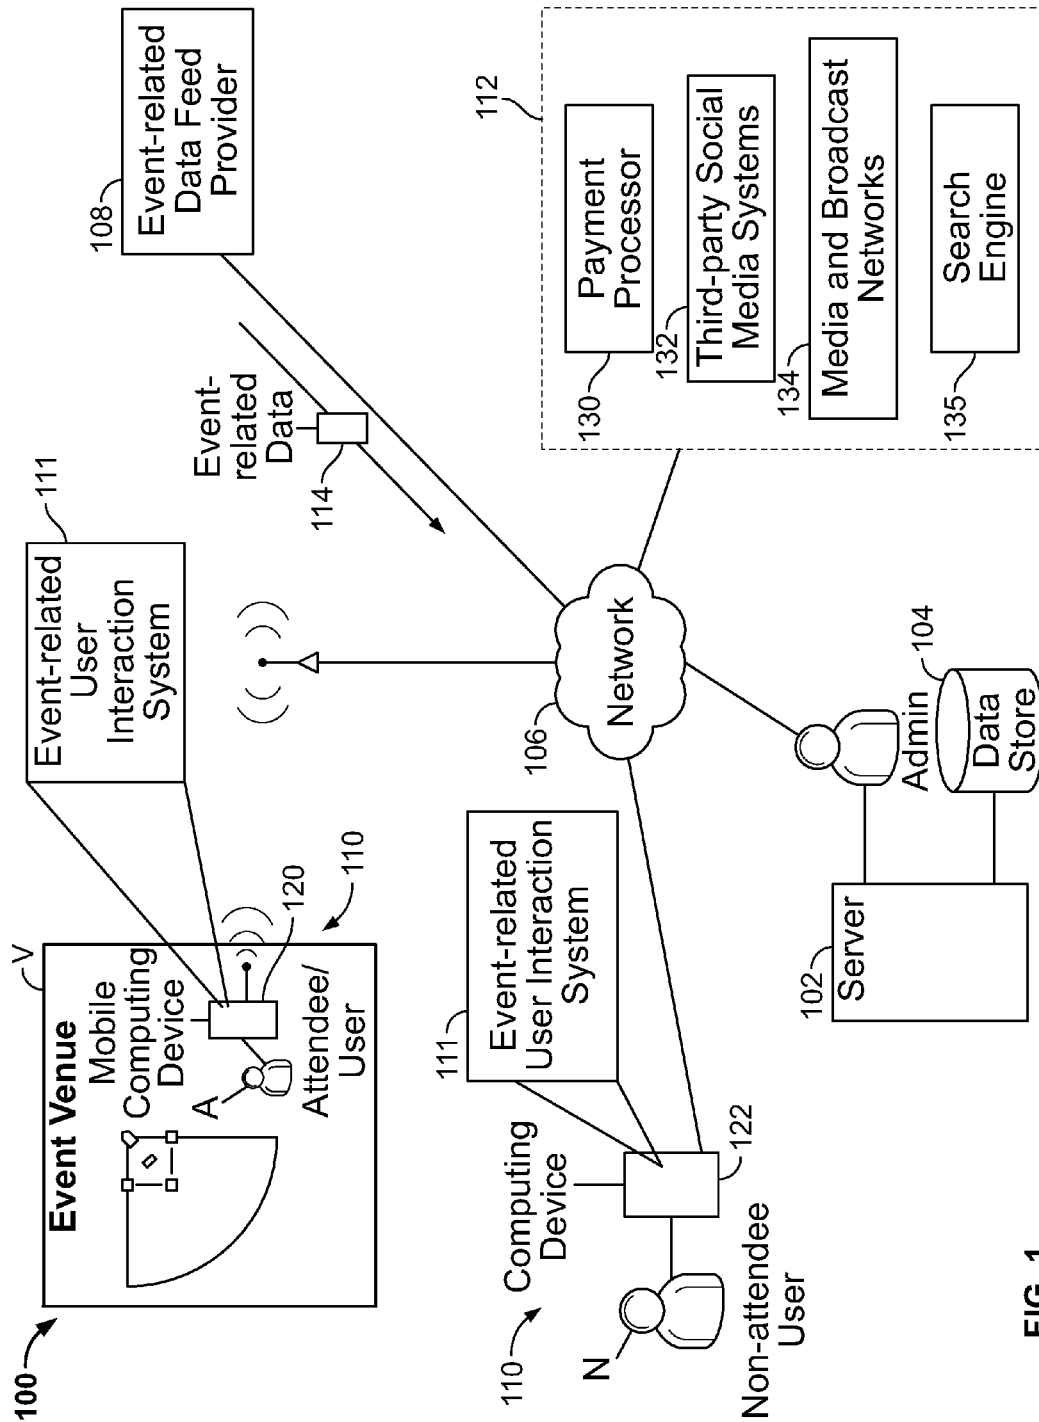 100
Event Venue
V
Mobile
Computing
Device
A
Attendee/
User
120
110
Event-related
User
Interaction
System
111
Event-related
Data Feed
Provider
108
Event-
related
Data
114
110
Computing
Device
N
Non-attendee
User
122
111
Event-related
User Interaction
System
106
Network
112
Payment
Processor
130
Third-party Social
Media Systems
132
Media and Broadcast
Networks
134
Search
Engine
135
102
Server
Admin
104
Data
Store
FIG. 1